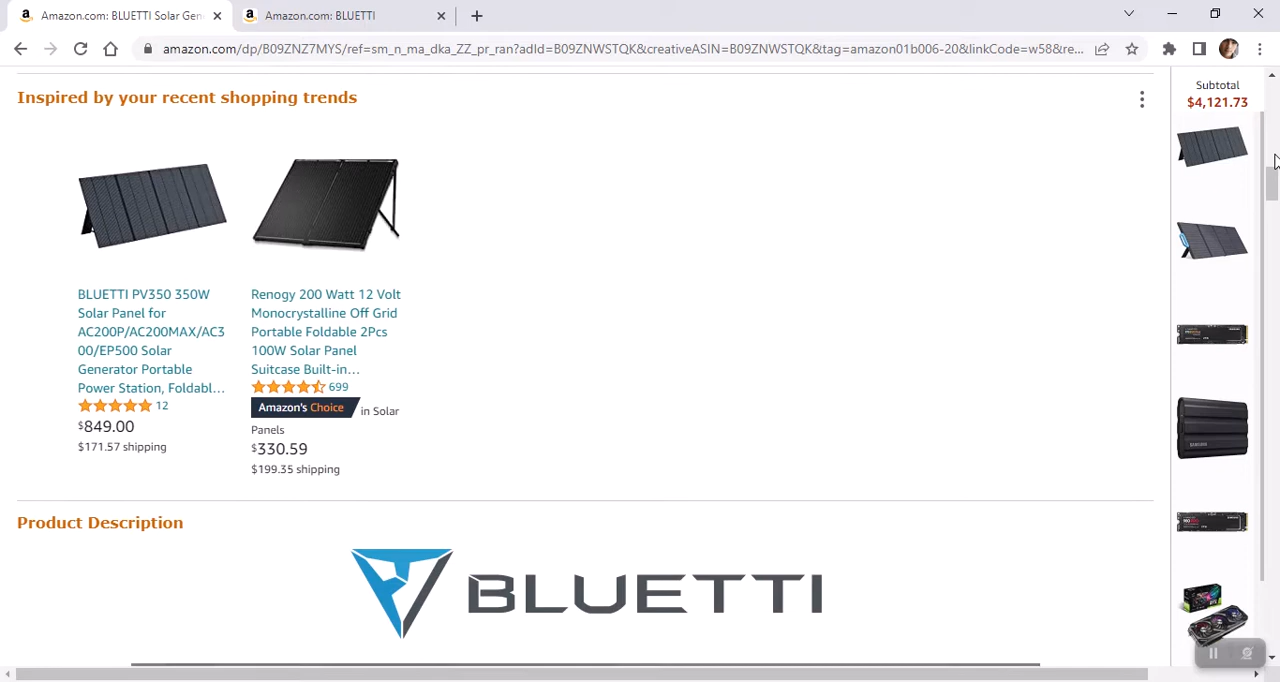 Amazon.com: BLUETTI Solar Gen
Amazon.com: BLUETTI
amazon.com/dp/B09ZNZ7MYS/ref=sm_n_ma_dka_ZZ_pr_ran?adId=B09ZNWSTQK&creativeASIN=B09ZNWSTQK&tag=amazon01b006-20&linkCode=w58&re...
Inspired by your recent shopping trends
BLUETTI PV350 350W
Solar Panel for
AC200P/AC200MAX/AC3
00/EP500 Solar
Generator Portable
Power Station, Foldabl...
12
$849.00
$171.57 shipping
Renogy 200 Watt 12 Volt
Monocrystalline Off Grid
Portable Foldable 2Pcs
100W Solar Panel
Suitcase Built-in...
699
Amazon's Choice in Solar
Panels
$330.59
$199.35 shipping
Product Description
BLUETTI
Subtotal
$4,121.73
SAMSUNG